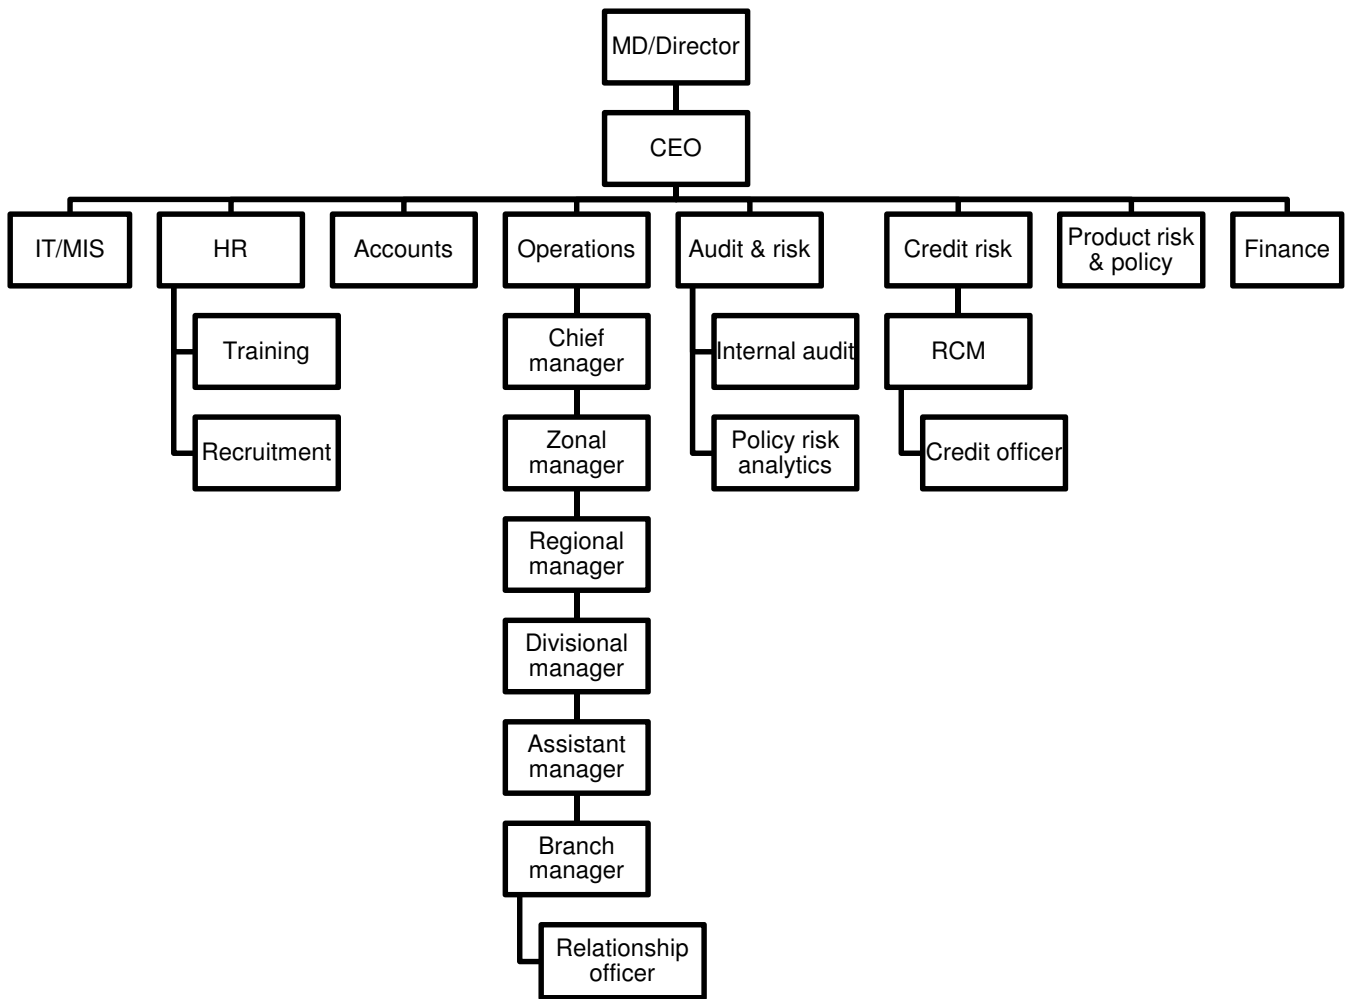 MD/Director
CEO
IT/MIS
HR
Accounts
Operations
Audit & risk
Credit risk
Product risk
& policy
Finance
Training
Chief
manager
Internal audit
RCM
Recruitment
Zonal
manager
Policy risk
analytics
Credit officer
Regional
manager
Divisional
manager
Assistant
manager
Branch
manager
Relationship
officer